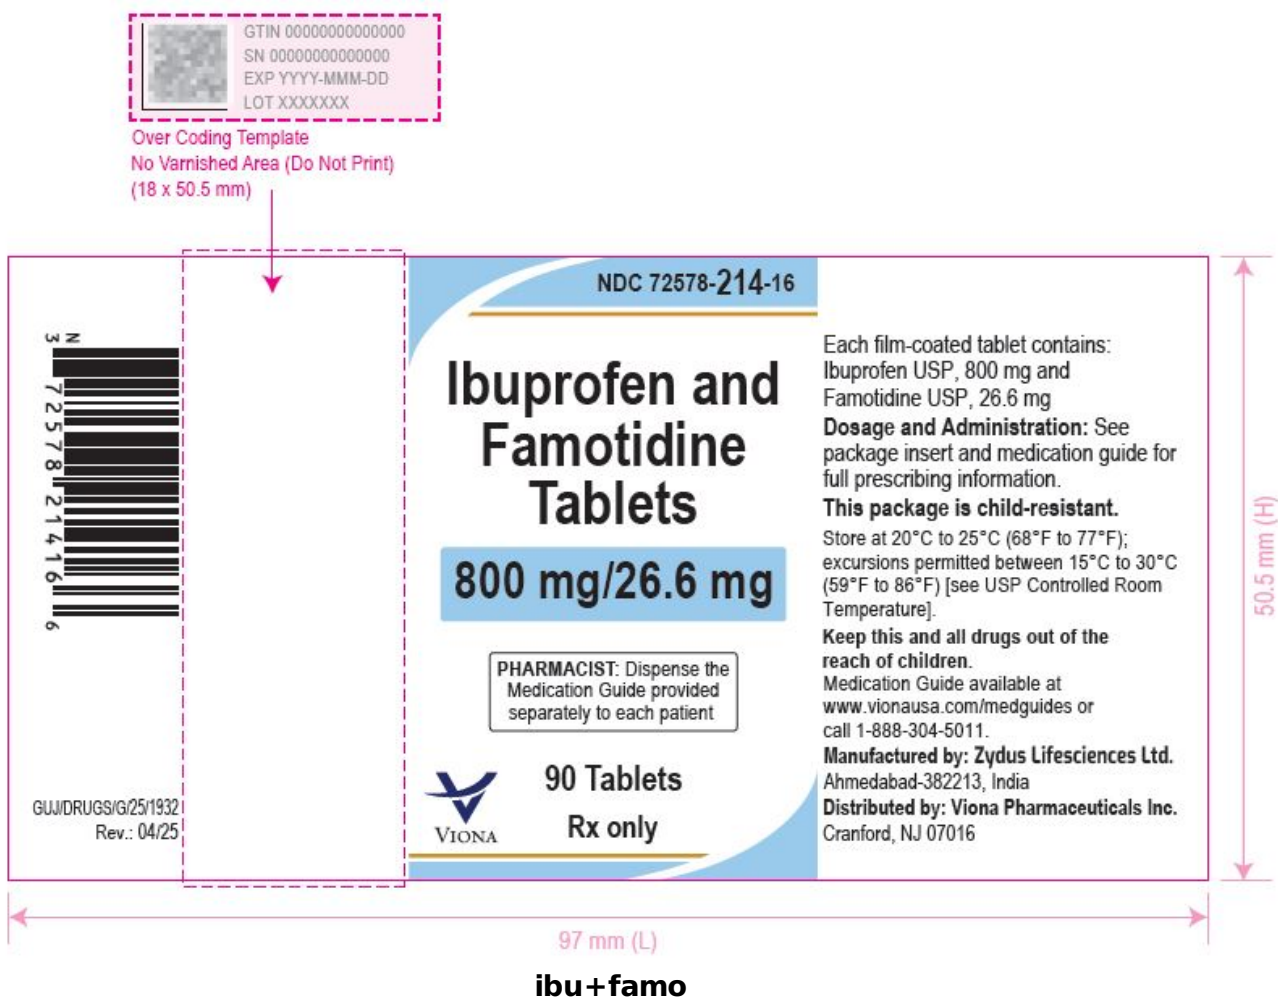 GTIN 00000000000000
SN 00000000000000
EXP YYYY-MMM-DD
LOT XXXXXXX
Over Coding Template
No Varnished Area (Do Not Print)
(18 x 50.5 mm)
N
3 72578 21416 6
GUJ/DRUGS/G/25/1932
Rev.: 04/25
NDC 72578-214-16
Ibuprofen and
Famotidine
Tablets
800 mg/26.6 mg
PHARMACIST: Dispense the
Medication Guide provided
separately to each patient
90 Tablets
Rx only
VIONA
Each film-coated tablet contains:
Ibuprofen USP, 800 mg and
Famotidine USP, 26.6 mg
Dosage and Administration: See
package insert and medication guide for
full prescribing information.
This package is child-resistant.
Store at 20°C to 25°C (68°F to 77°F);
excursions permitted between 15°C to 30°C
(59°F to 86°F) [see USP Controlled Room
Temperature].
Keep this and all drugs out of the
reach of children.
Medication Guide available at
www.vionausa.com/medguides or
call 1-888-304-5011.
Manufactured by: Zydus Lifesciences Ltd.
Ahmedabad-382213, India
Distributed by: Viona Pharmaceuticals Inc.
Cranford, NJ 07016
50.5 mm (H)
97 mm (L)
ibu+famo